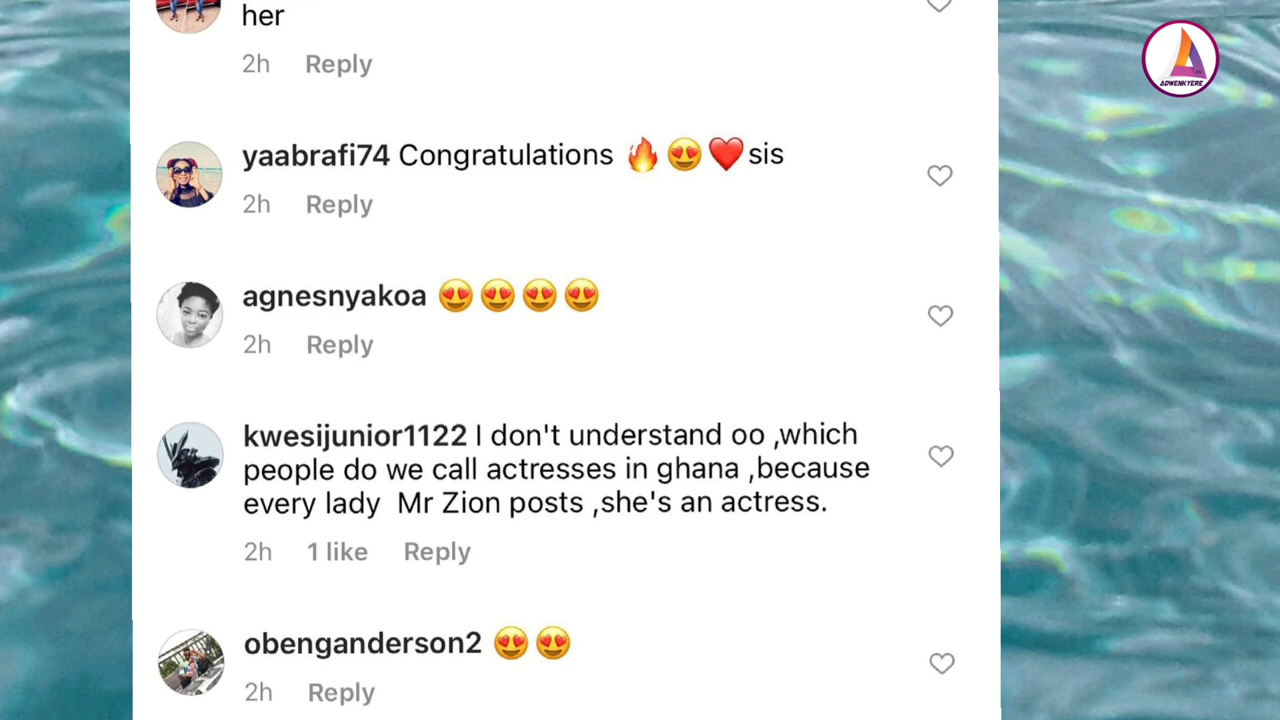 her
2h Reply
yaabrafi74 Congratulations 🔥😍❤️sis
2h Reply
agnesnyakoa 😍😍😍😍
2h Reply
kwesijunior1122 I don't understand oo ,which
people do we call actresses in ghana ,because
every lady  Mr Zion posts ,she's an actress.
2h 1 like Reply
obenganderson2 😍😍
2h Reply
TV
ADWENKYERE